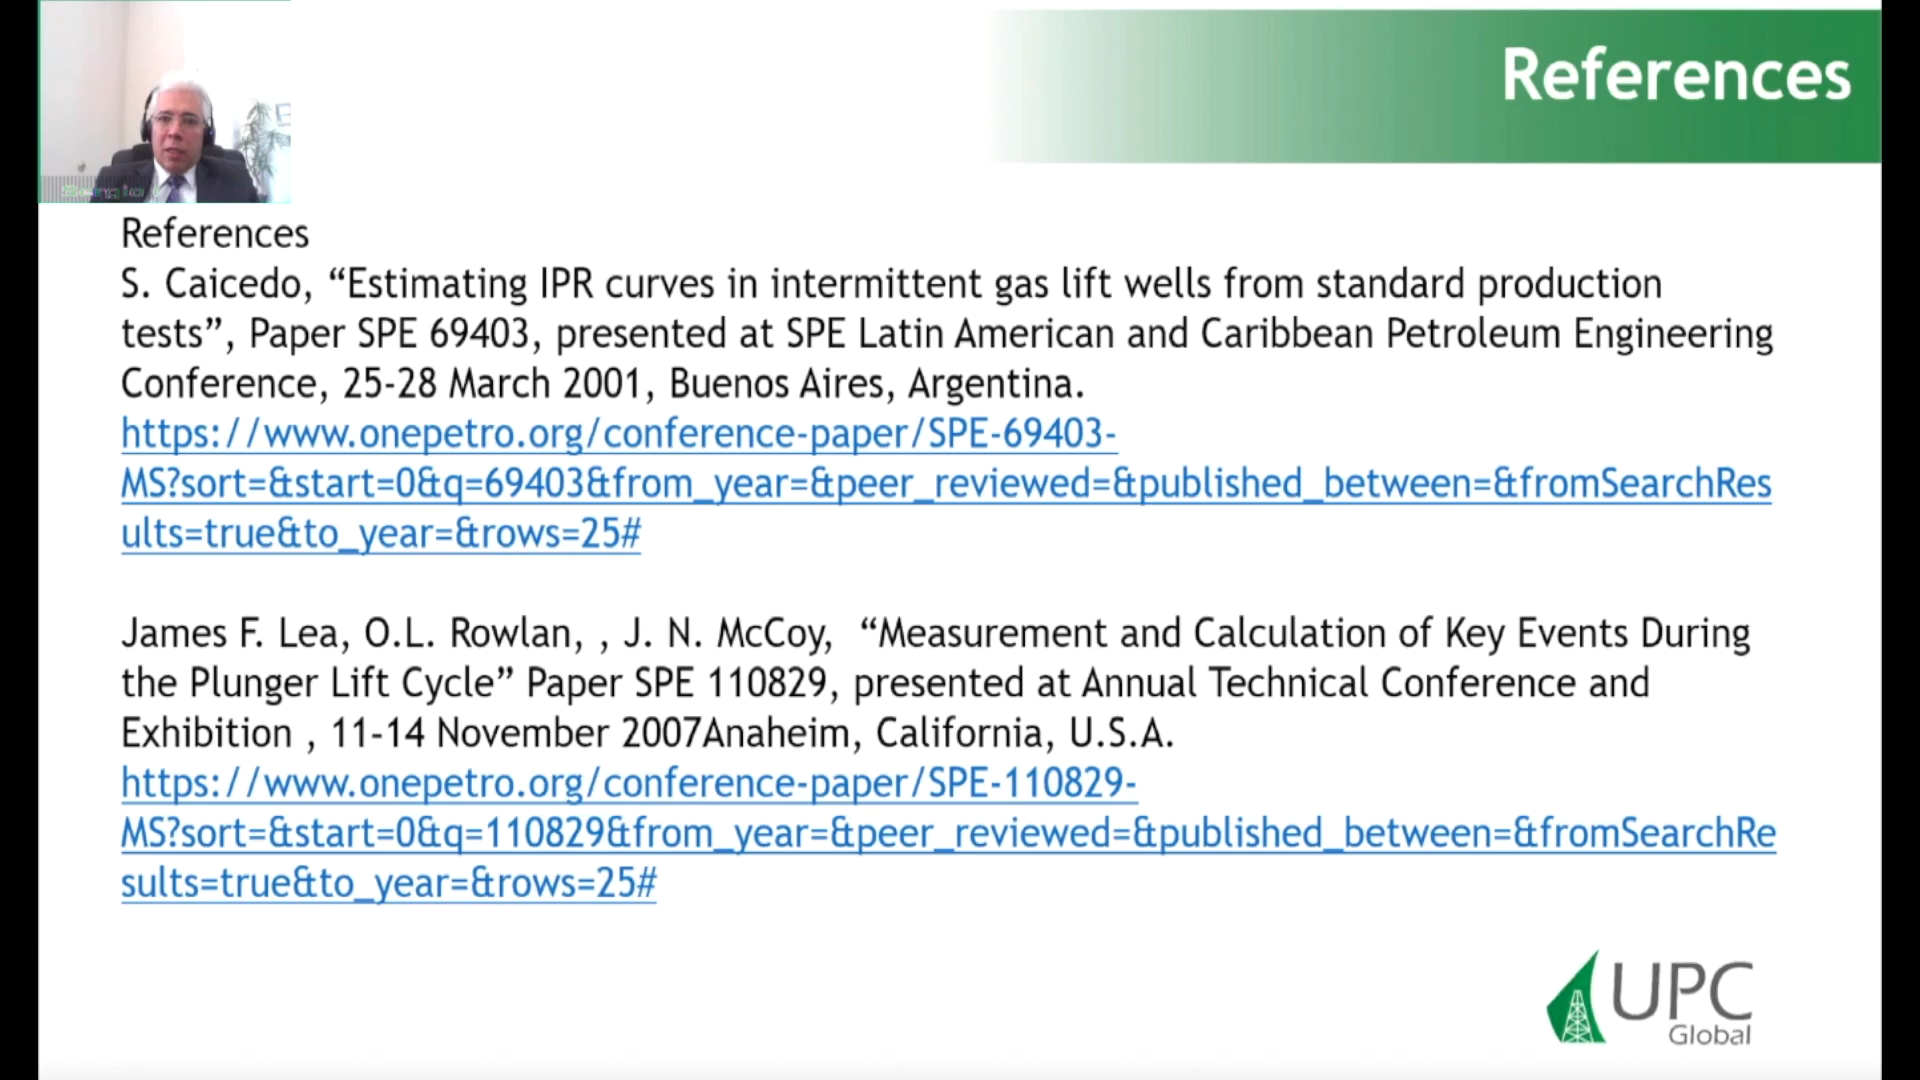 References
References
S. Caicedo, “Estimating IPR curves in intermittent gas lift wells from standard production
tests”, Paper SPE 69403, presented at SPE Latin American and Caribbean Petroleum Engineering
Conference, 25-28 March 2001, Buenos Aires, Argentina.
https://www.onepetro.org/conference-paper/SPE-69403-
MS?sort=&start=0&q=69403&from_year=&peer_reviewed=&published_between=&fromSearchRes
ults=true&to_year=&rows=25#
James F. Lea, O.L. Rowlan, , J. N. McCoy,  “Measurement and Calculation of Key Events During
the Plunger Lift Cycle” Paper SPE 110829, presented at Annual Technical Conference and
Exhibition , 11-14 November 2007Anaheim, California, U.S.A.
https://www.onepetro.org/conference-paper/SPE-110829-
MS?sort=&start=0&q=110829&from_year=&peer_reviewed=&published_between=&fromSearchRe
sults=true&to_year=&rows=25#
UPC
Global